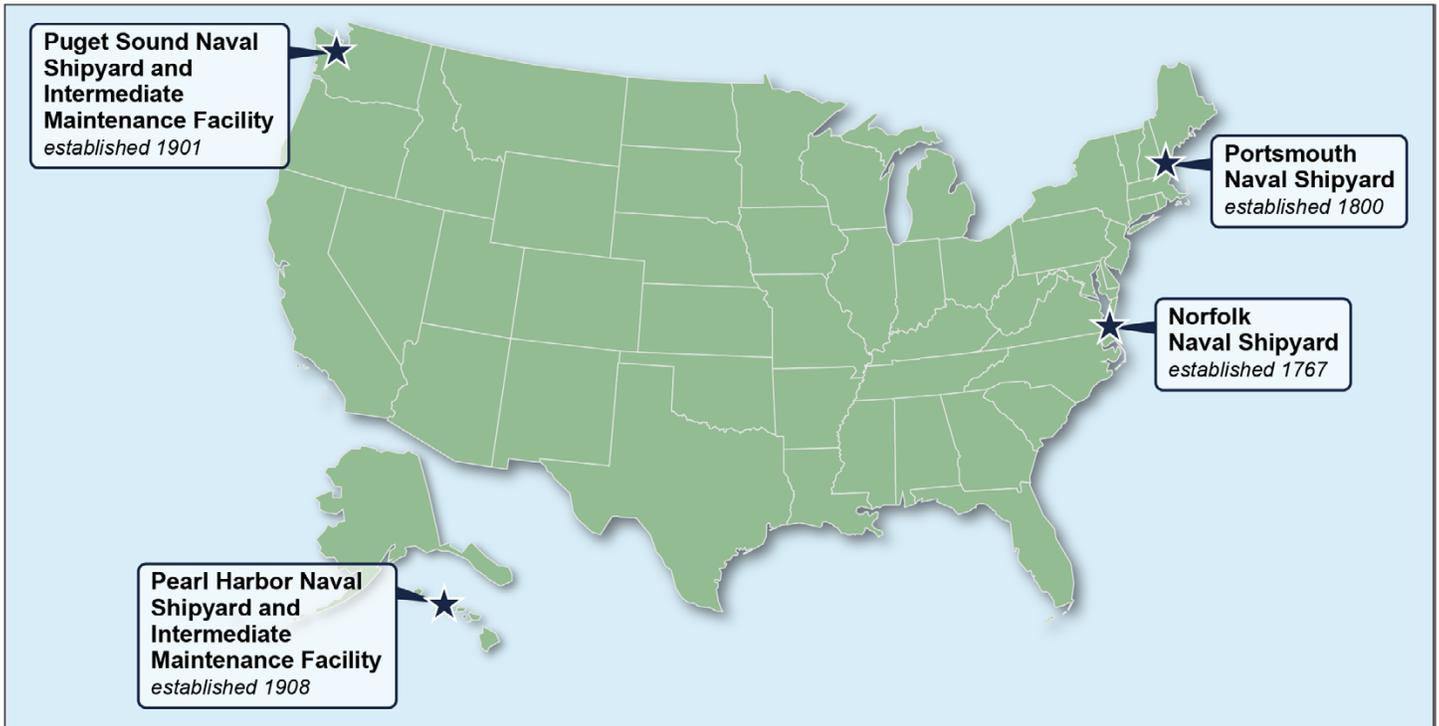 Puget Sound Naval
Shipyard and
Intermediate
Maintenance Facility
established 1901
Portsmouth
Naval Shipyard
established 1800
Norfolk
Naval Shipyard
established 1767
Pearl Harbor Naval
Shipyard and
Intermediate
Maintenance Facility
established 1908